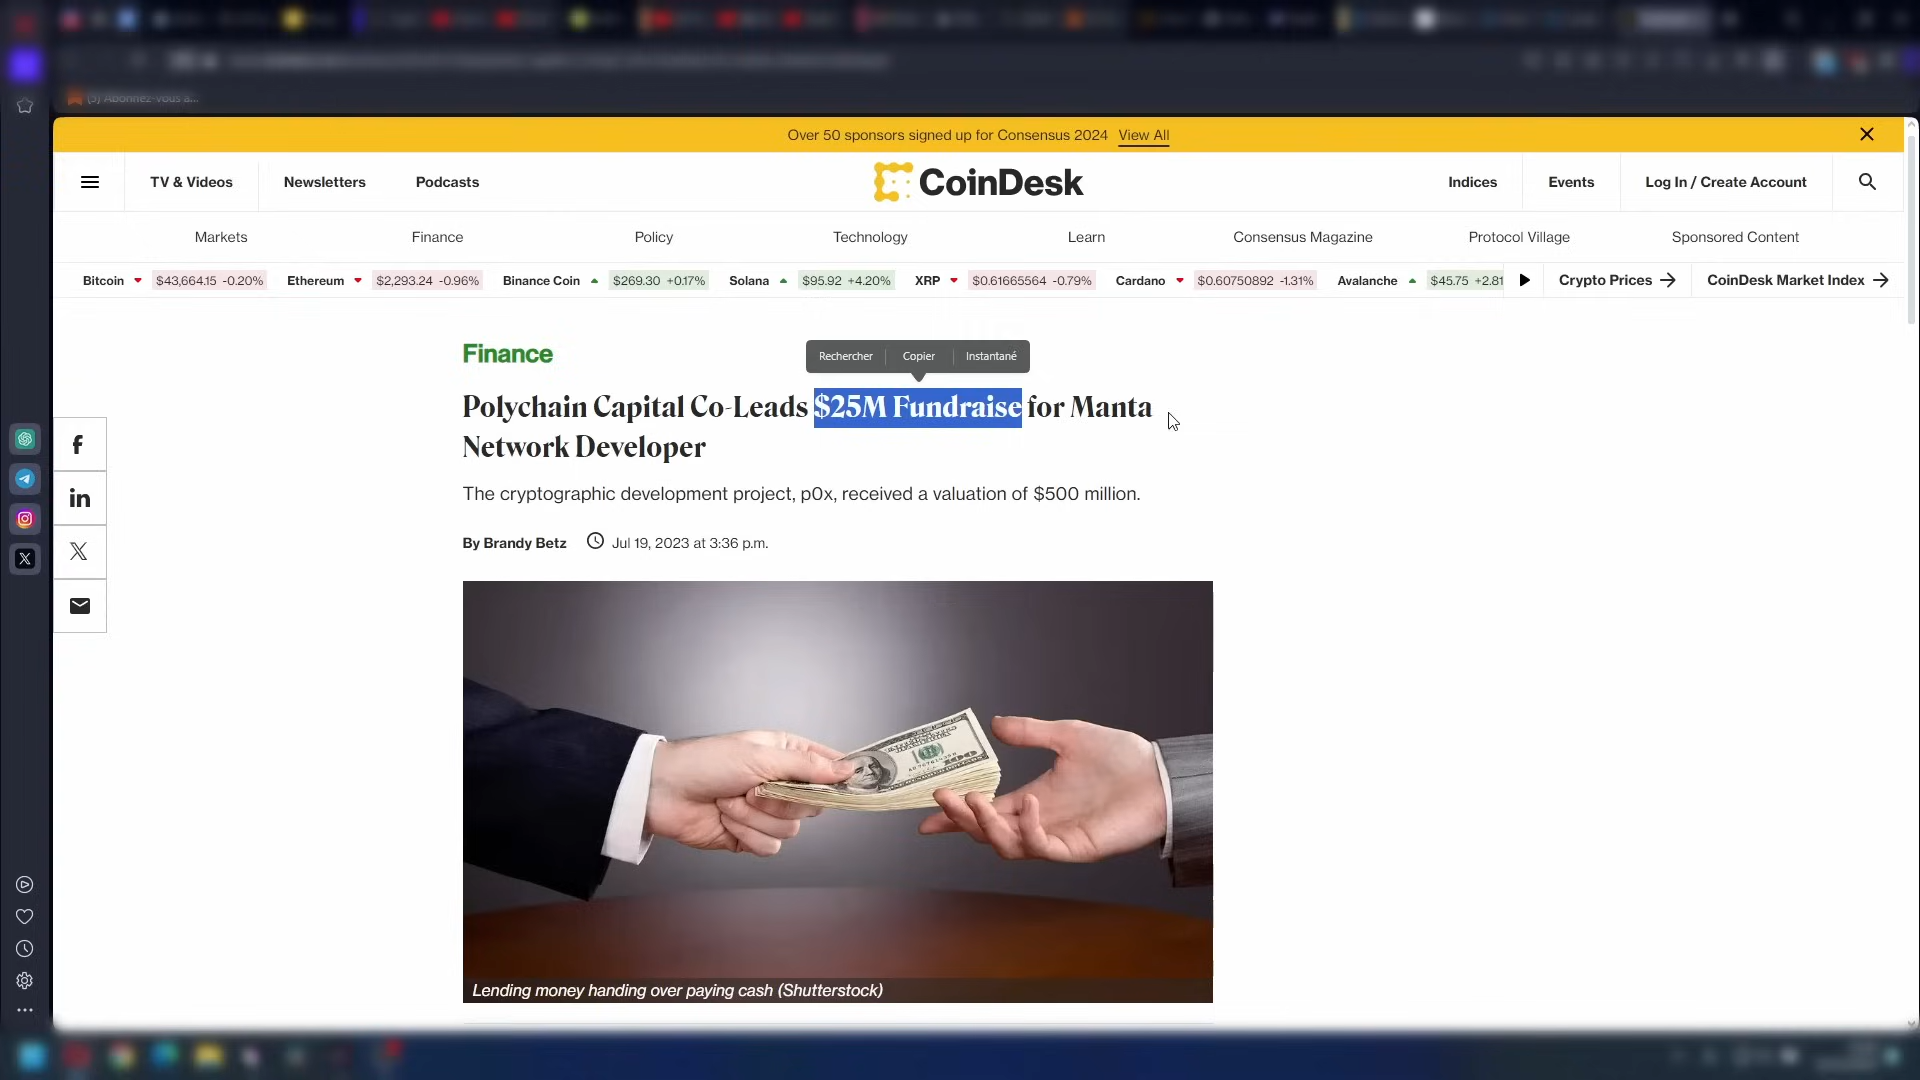 (3) Abonnez-vous à...
Over 50 sponsors signed up for Consensus 2024 View All
TV & Videos Newsletters Podcasts CoinDesk Indices Events Log In / Create Account
Markets Finance Policy Technology Learn Consensus Magazine Protocol Village Sponsored Content
Bitcoin $43,664.15 -0.20% Ethereum $2,293.24 -0.96% Binance Coin $269.30 +0.17% Solana $95.92 +4.20% XRP $0.61665564 -0.79% Cardano $0.60750892 -1.31% Avalanche $45.75 +2.81 Crypto Prices CoinDesk Market Index
Finance
Rechercher Copier Instantané
Polychain Capital Co-Leads $25M Fundraise for Manta
Network Developer
The cryptographic development project, p0x, received a valuation of $500 million.
By Brandy Betz Jul 19, 2023 at 3:36 p.m.
Lending money handing over paying cash (Shutterstock)